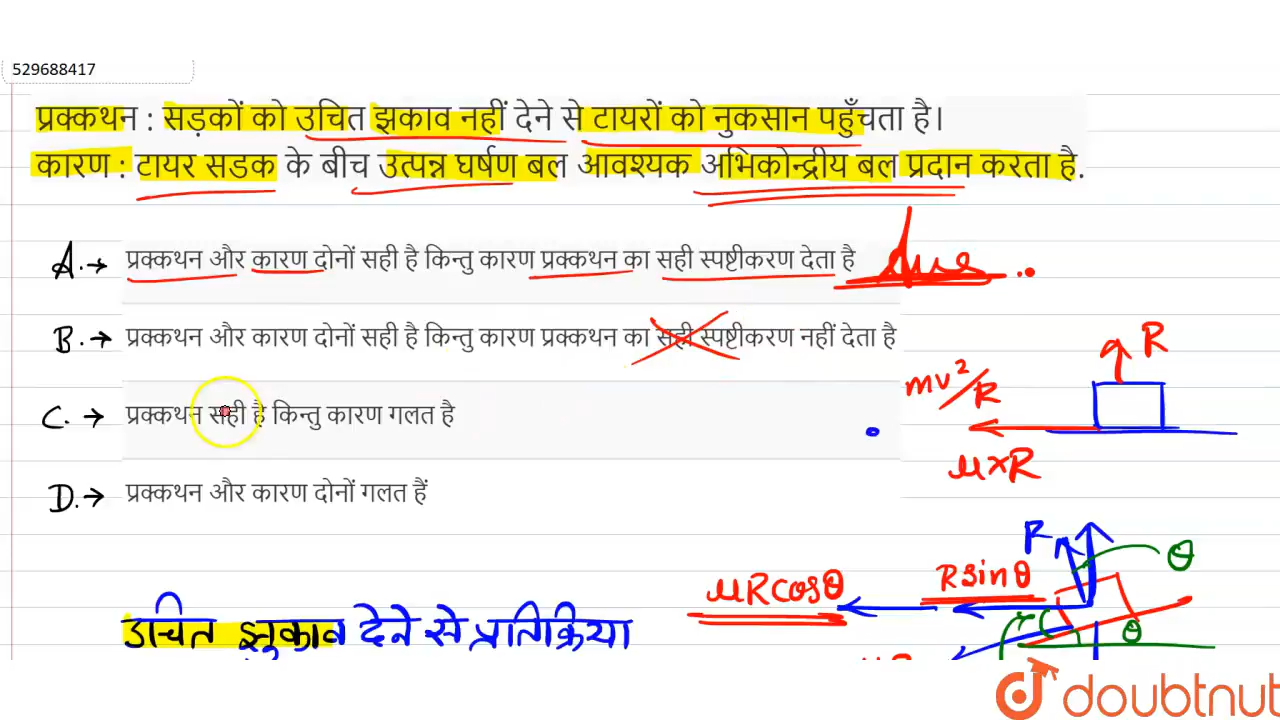 529688417
प्रक्कथन : सड़कों को उचित झकाव नहीं देने से टायरों को नुकसान पहुँचता है।
कारण : टायर सडक के बीच उत्पन्न घर्षण बल आवश्यक अभिकोन्द्रीय बल प्रदान करता है.
A.→ प्रक्कथन और कारण दोनों सही है किन्तु कारण प्रक्कथन का सही स्पष्टीकरण देता है
B.→ प्रक्कथन और कारण दोनों सही है किन्तु कारण प्रक्कथन का सही स्पष्टीकरण नहीं देता है
R
mv²/R
C.→ प्रक्कथन सही है किन्तु कारण गलत है
μxR
D.→ प्रक्कथन और कारण दोनों गलत हैं
R
θ
Rsinθ
μRcosθ
θ
उचित झुकाव देने से प्रतिक्रिया
doubtnut